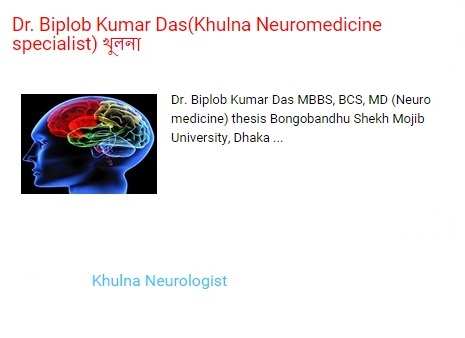 Dr. Biplob Kumar Das(Khulna Neuromedicine
specialist) খুলনা
Dr. Biplob Kumar Das MBBS, BCS, MD (Neuro
medicine) thesis Bongobandhu Shekh Mojib
University, Dhaka ...
Khulna Neurologist